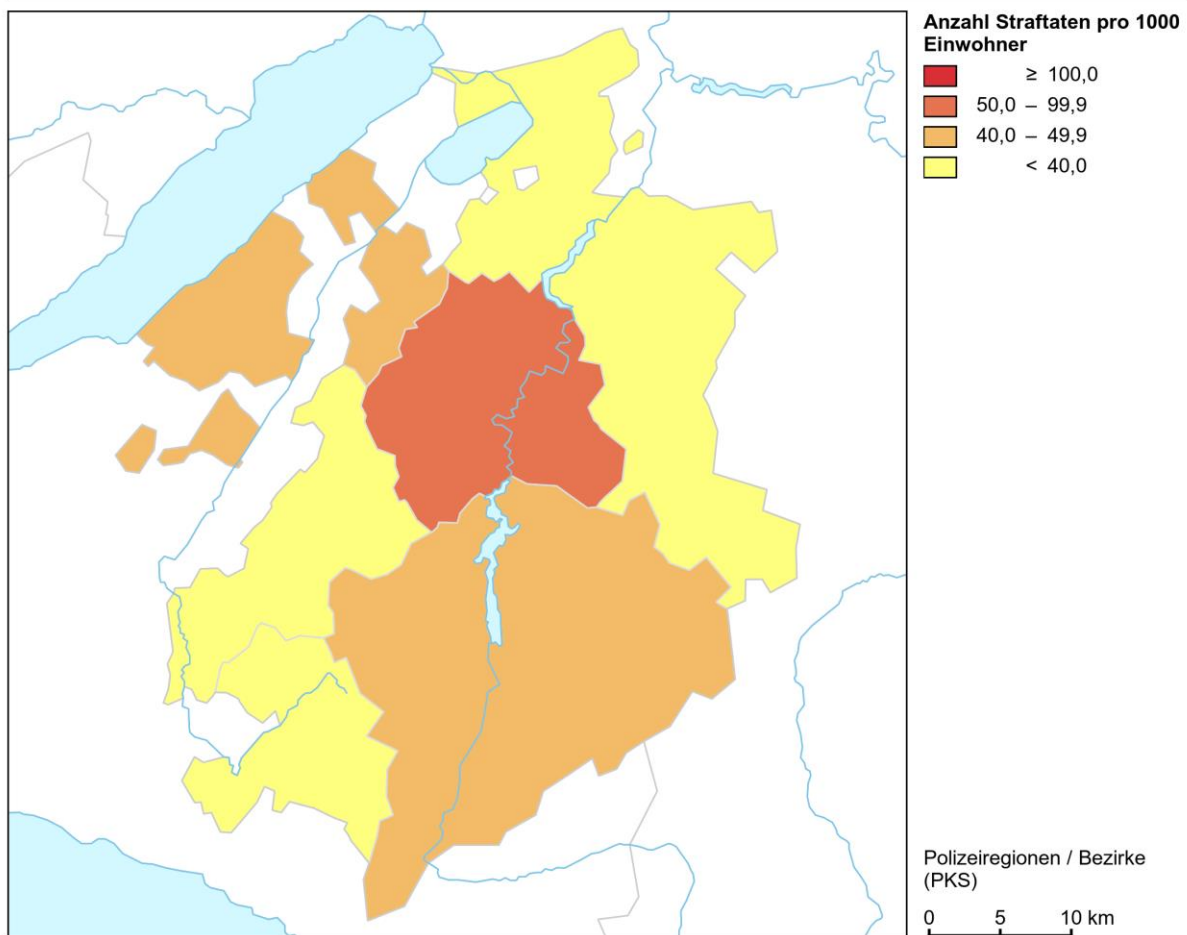 Anzahl Straftaten pro 1000
Einwohner
≥ 100,0
50,0 – 99,9
40,0 – 49,9
< 40,0
Polizeiregionen / Bezirke
(PKS)
0 5 10 km